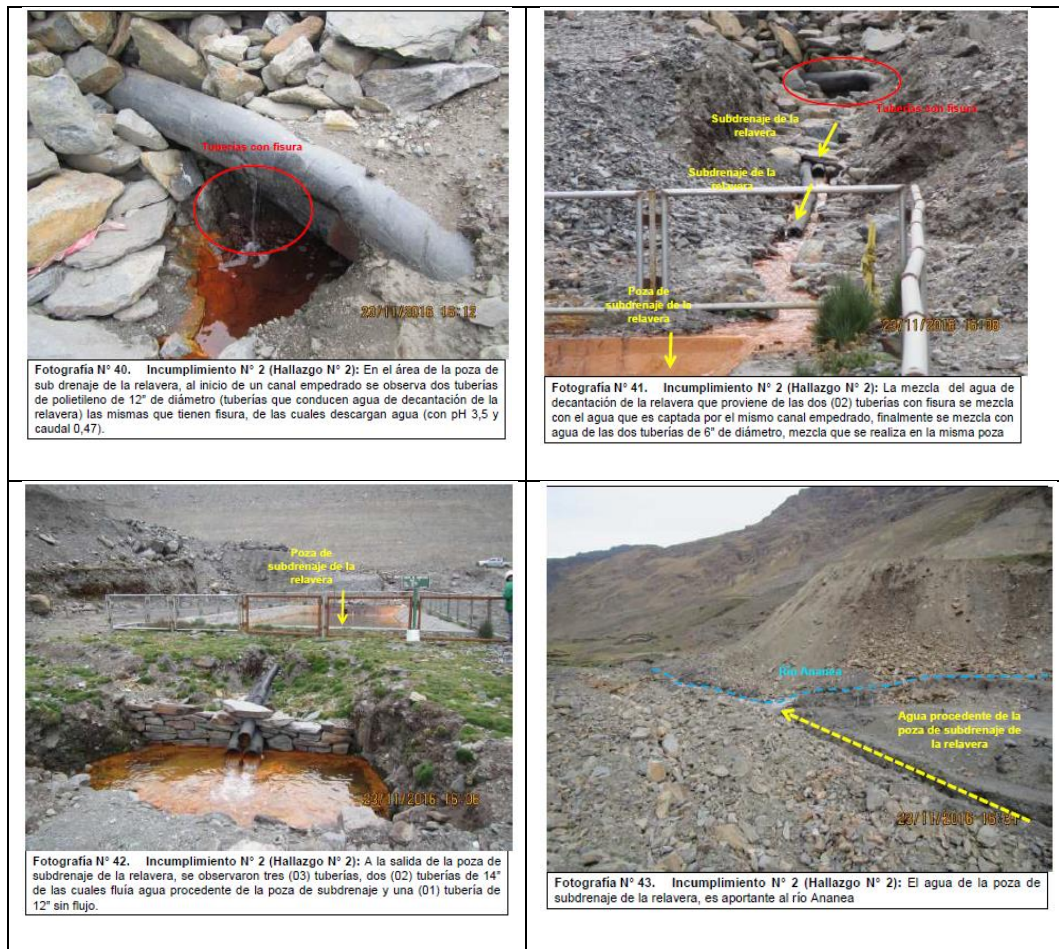 Tuberías con fisura
23/11/2016 16:12
Fotografía N° 40. Incumplimiento N° 2 (Hallazgo N° 2): En el área de la poza de
sub drenaje de la relavera, al inicio de un canal empedrado se observa dos tuberías
de polietileno de 12” de diámetro (tuberías que conducen agua de decantación de la
relavera) las mismas que tienen fisura, de las cuales descargan agua (con pH 3,5 y
caudal 0,47).
Tuberías con fisura
Subdrenaje de la
relavera
Subdrenaje de la
relavera
Poza de
subdrenaje de la
relavera
23/11/2016 16:08
Fotografía N° 41. Incumplimiento N° 2 (Hallazgo N° 2): La mezcla del agua de
decantación de la relavera que proviene de las dos (02) tuberías con fisura se mezcla
con el agua que es captada por el mismo canal empedrado, finalmente se mezcla con
agua de las dos tuberías de 6” de diámetro, mezcla que se realiza en la misma poza
Poza de
subdrenaje de la
relavera
23/11/2016 16:06
Fotografía N° 42. Incumplimiento N° 2 (Hallazgo N° 2): A la salida de la poza de
subdrenaje de la relavera, se observaron tres (03) tuberías, dos (02) tuberías de 14”
de las cuales fluía agua procedente de la poza de subdrenaje y una (01) tubería de
12” sin flujo.
Río Ananea
Agua procedente de la
poza de subdrenaje de
la relavera
23/11/2016 16:31
Fotografía N° 43. Incumplimiento N° 2 (Hallazgo N° 2): El agua de la poza de
subdrenaje de la relavera, es aportante al río Ananea